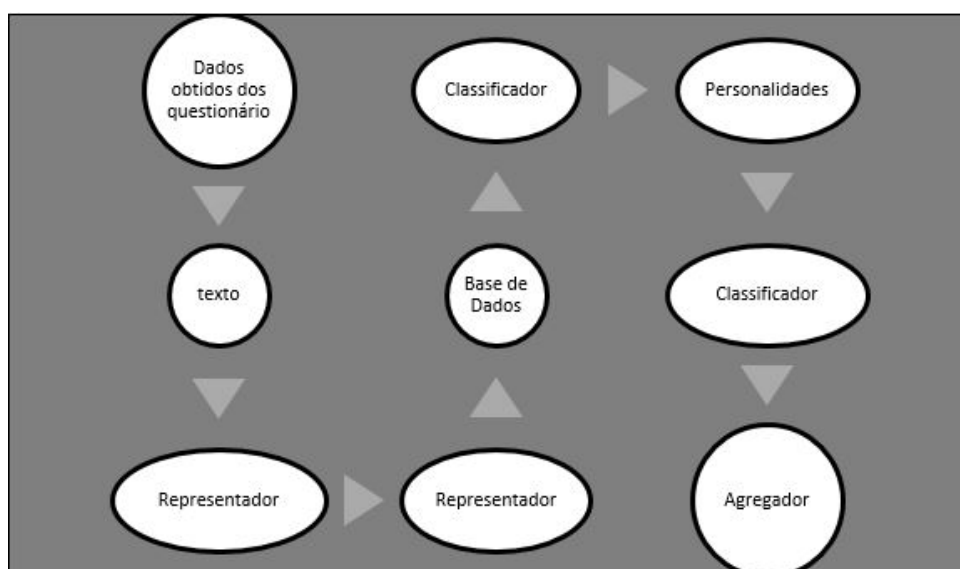 Dados
obtidos dos
questionário
texto
Representador
Representador
Base de
Dados
Classificador
Personalidades
Classificador
Agregador